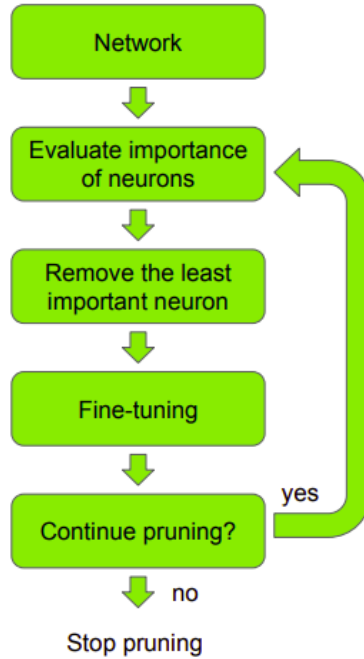 Network
Evaluate importance
of neurons
Remove the least
important neuron
Fine-tuning
yes
Continue pruning?
no
Stop pruning